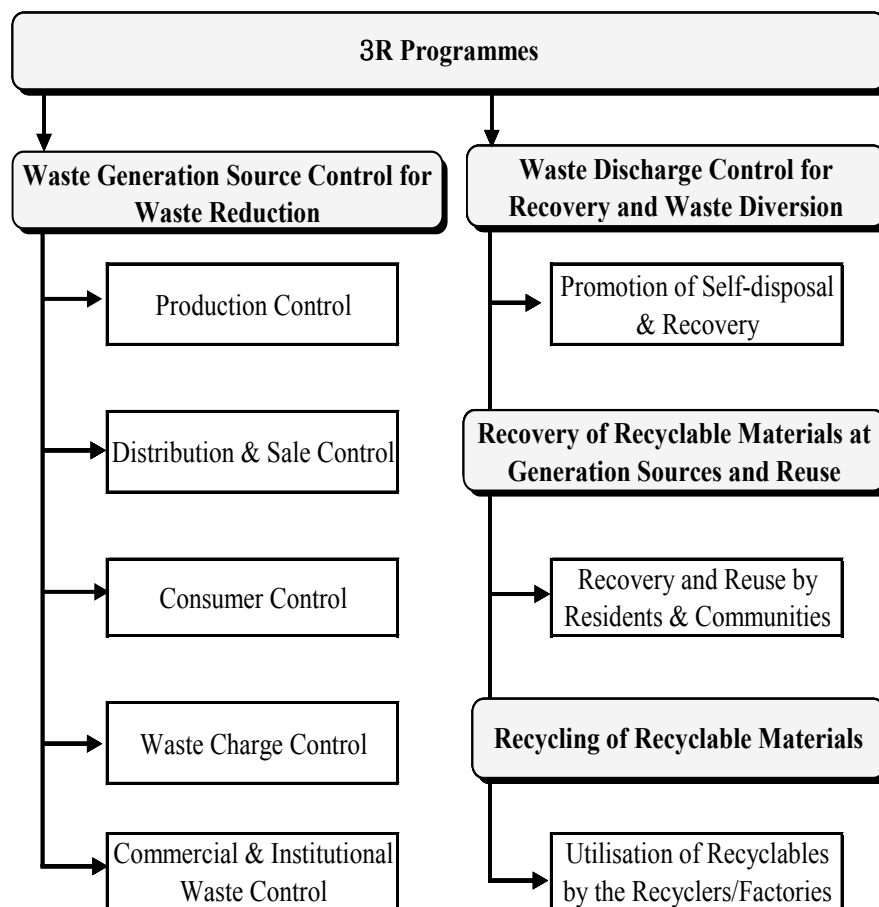 3R Programmes
Waste Generation Source Control for
Waste Reduction
Production Control
Distribution & Sale Control
Consumer Control
Waste Charge Control
Commercial & Institutional
Waste Control
Waste Discharge Control for
Recovery and Waste Diversion
Promotion of Self-disposal
& Recovery
Recovery of Recyclable Materials at
Generation Sources and Reuse
Recovery and Reuse by
Residents & Communities
Recycling of Recyclable Materials
Utilisation of Recyclables
by the Recyclers/Factories